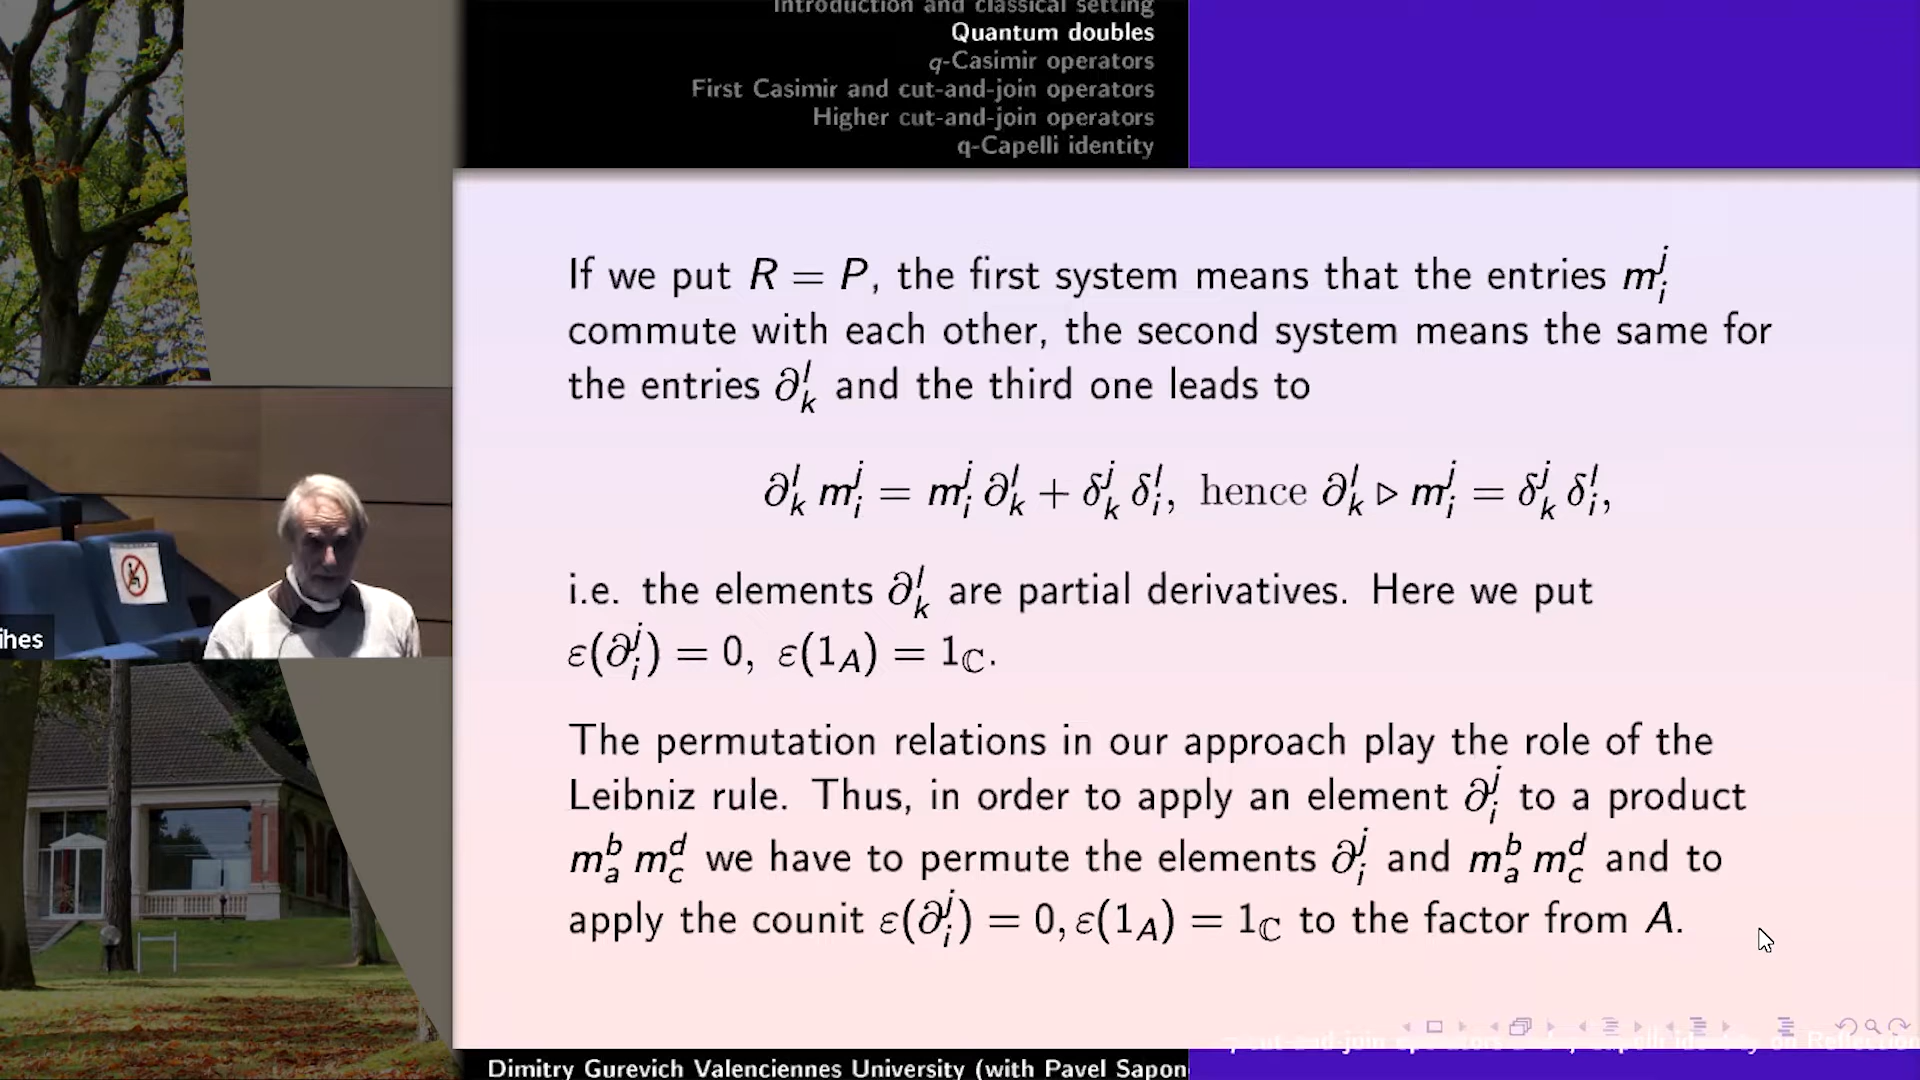 Introduction and classical setting
Quantum doubles
q-Casimir operators
First Casimir and cut-and-join operators
Higher cut-and-join operators
q-Capelli identity
If we put R = P, the first system means that the entries m_i^j
commute with each other, the second system means the same for
the entries ∂_k^l and the third one leads to
∂_k^l m_i^j = m_i^j ∂_k^l + δ_k^j δ_i^l, hence ∂_k^l ▷ m_i^j = δ_k^j δ_i^l,
i.e. the elements ∂_k^l are partial derivatives. Here we put
ε(∂_i^j) = 0, ε(1_A) = 1_ℂ.
The permutation relations in our approach play the role of the
Leibniz rule. Thus, in order to apply an element ∂_i^j to a product
m_a^b m_c^d we have to permute the elements ∂_i^j and m_a^b m_c^d and to
apply the counit ε(∂_i^j) = 0, ε(1_A) = 1_ℂ to the factor from A.
ihes
Dimitry Gurevich Valenciennes University (with Pavel Sapon